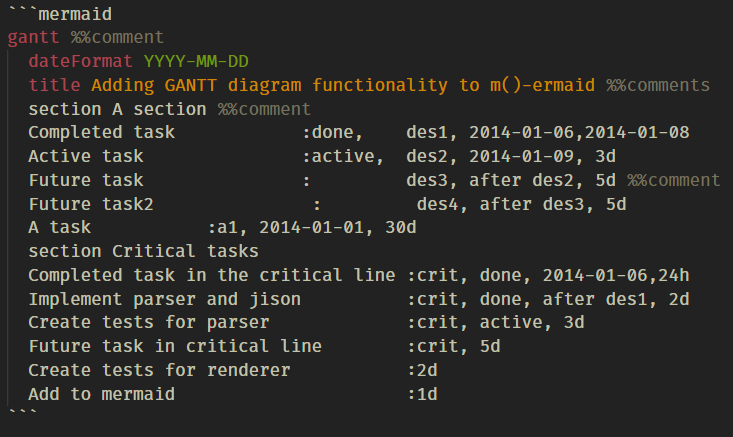 ```mermaid
gantt %%comment
  dateFormat YYYY-MM-DD
  title Adding GANTT diagram functionality to m()-ermaid %%comments
  section A section %%comment
  Completed task            :done,    des1, 2014-01-06,2014-01-08
  Active task               :active,  des2, 2014-01-09, 3d
  Future task               :         des3, after des2, 5d %%comment
  Future task2               :         des4, after des3, 5d
  A task           :a1, 2014-01-01, 30d
  section Critical tasks
  Completed task in the critical line :crit, done, 2014-01-06,24h
  Implement parser and jison          :crit, done, after des1, 2d
  Create tests for parser             :crit, active, 3d
  Future task in critical line        :crit, 5d
  Create tests for renderer           :2d
  Add to mermaid                      :1d
```